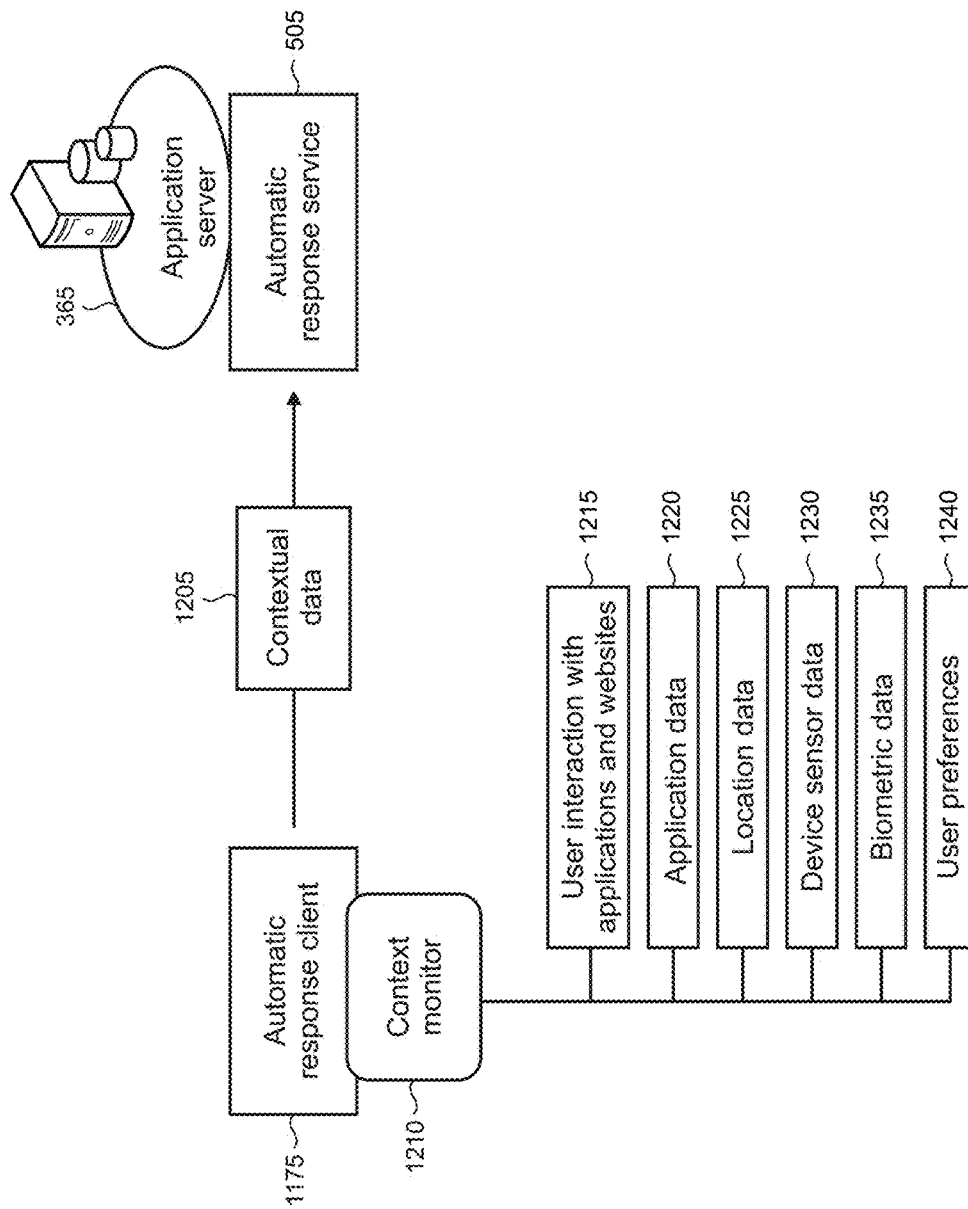 365
Application
server
505
Automatic
response service
1205
Contextual
data
1175
Automatic
response client
1210
Context
monitor
User interaction with
applications and websites
1215
Application data
1220
Location data
1225
Device sensor data
1230
Biometric data
1235
User preferences
1240